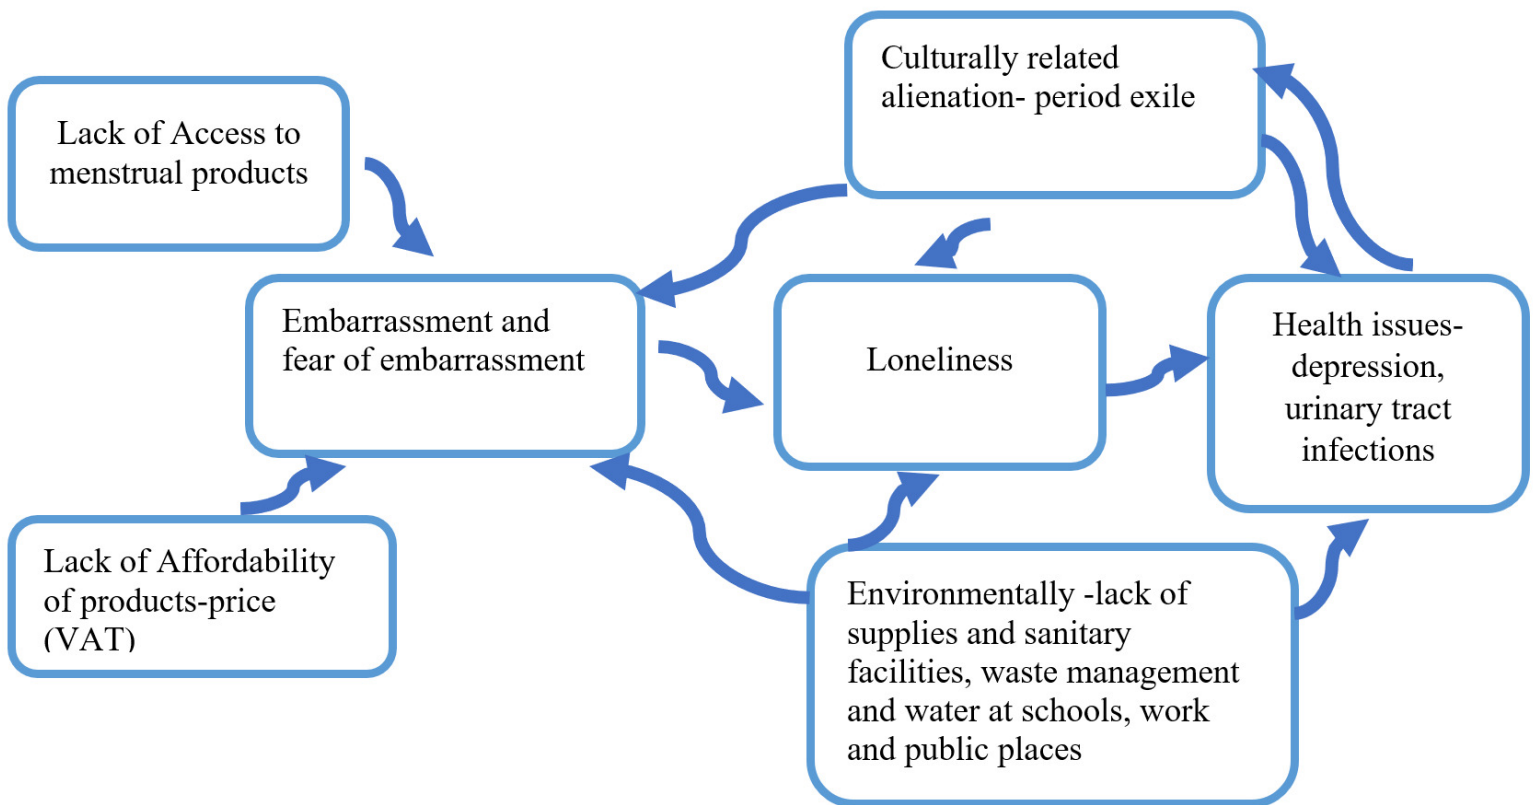 Culturally related
alienation- period exile
Lack of Access to
menstrual products
Embarrassment and
fear of embarrassment
Loneliness
Health issues-
depression,
urinary tract
infections
Lack of Affordability
of products-price
(VAT)
Environmentally -lack of
supplies and sanitary
facilities, waste management
and water at schools, work
and public places